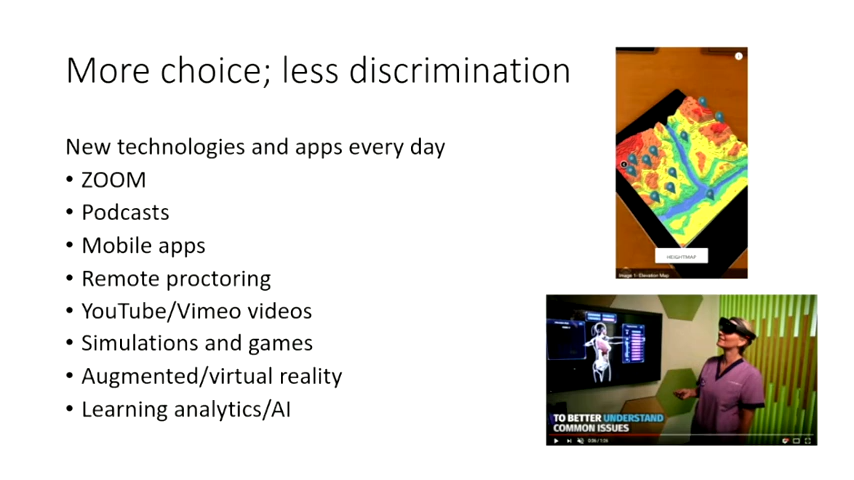 More choice; less discrimination
New technologies and apps every day
• ZOOM
• Podcasts
• Mobile apps
• Remote proctoring
• YouTube/Vimeo videos
• Simulations and games
• Augmented/virtual reality
• Learning analytics/AI
HEIGHTMAP
Image 1- Elevation Map
TO BETTER UNDERSTAND
COMMON ISSUES